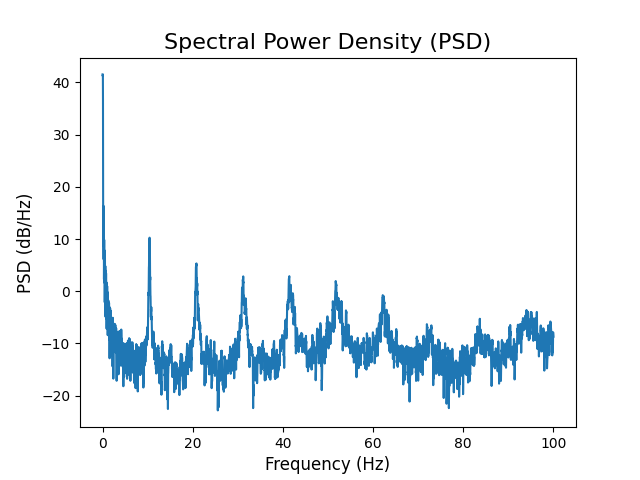 Spectral Power Density (PSD)
PSD (dB/Hz)
40
30
20
10
0
−10
−20
0 20 40 60 80 100
Frequency (Hz)